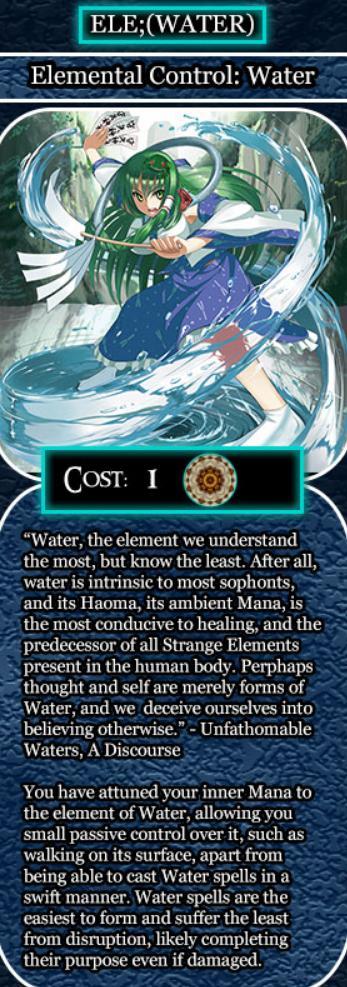 ELE;(WATER)
Elemental Control: Water
COST: 1
“Water, the element we understand
the most, but know the least. After all,
water is intrinsic to most sophonts,
and its Haoma, its ambient Mana, is
the most conducive to healing, and the
predecessor of all Strange Elements
present in the human body. Perphaps
thought and self are merely forms of
Water, and we deceive ourselves into
believing otherwise.” - Unfathomable
Waters, A Discourse
You have attuned your inner Mana to
the element of Water, allowing you
small passive control over it, such as
walking on its surface, apart from
being able to cast Water spells in a
swift manner. Water spells are the
easiest to form and suffer the least
from disruption, likely completing
their purpose even if damaged.